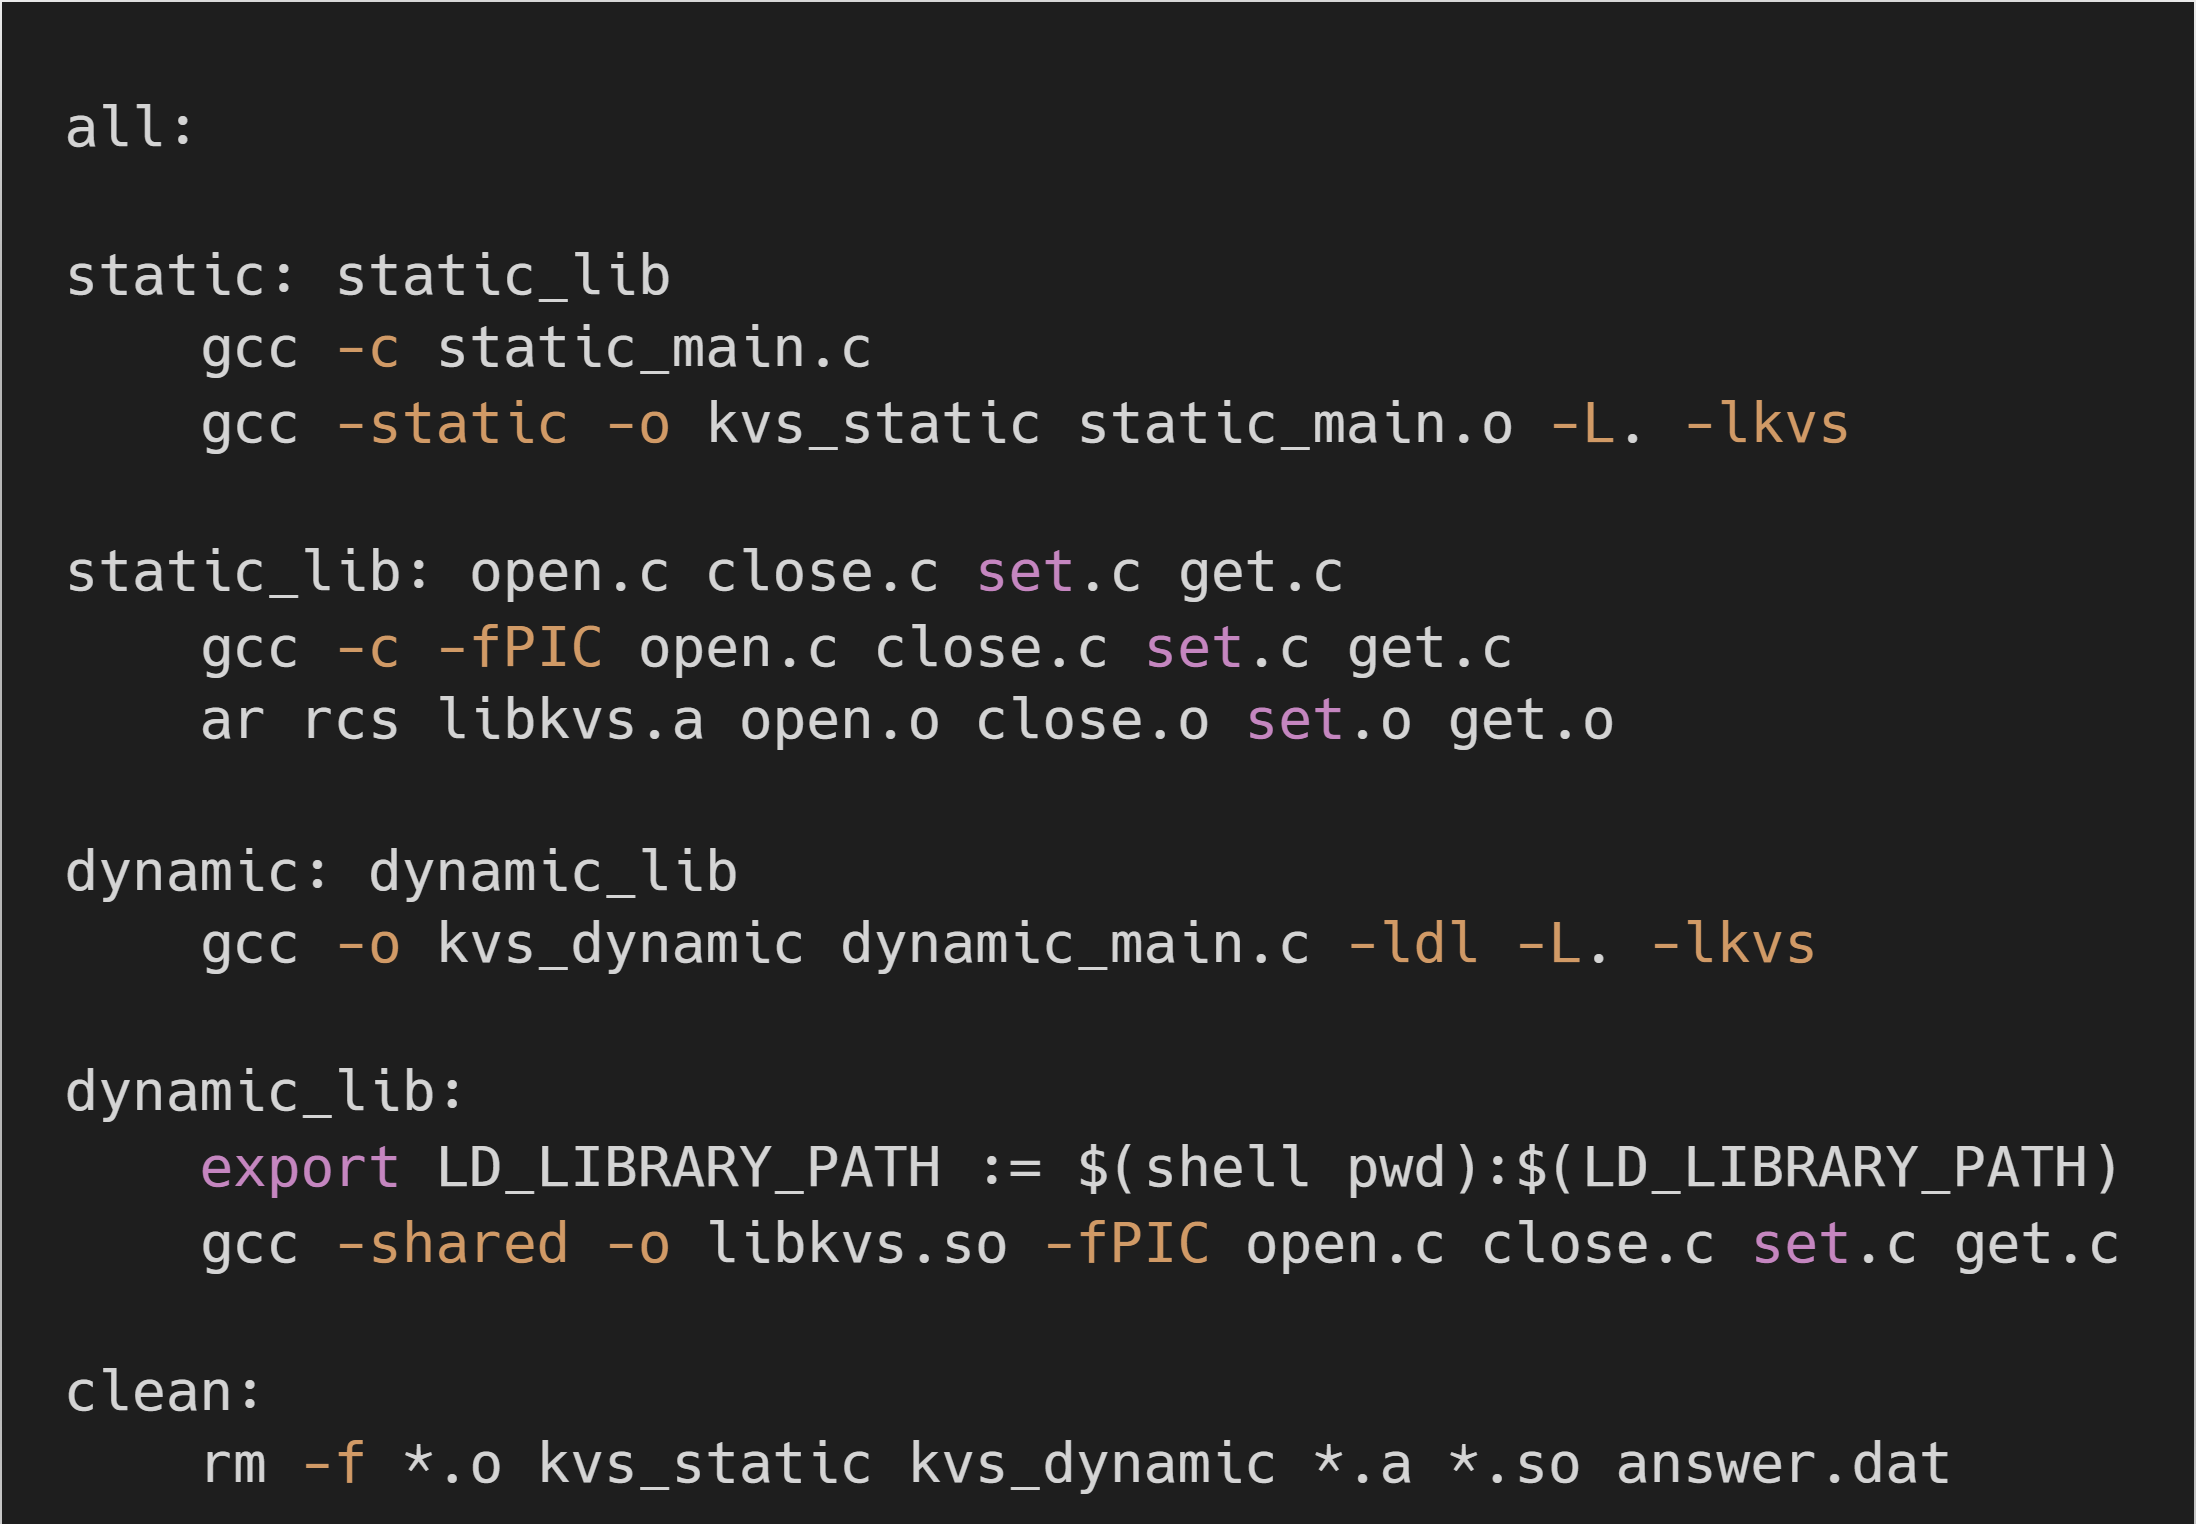 all:
static: static_lib
gcc -c static_main.c
gcc -static -o kvs_static static_main.o -L. -lkvs
static_lib: open.c close.c set.c get.c
gcc -c -fPIC open.c close.c set.c get.c
ar rcs libkvs.a open.o close.o set.o get.o
dynamic: dynamic_lib
gcc -o kvs_dynamic dynamic_main.c -ldl -L. -lkvs
dynamic_lib:
export LD_LIBRARY_PATH := $(shell pwd):$(LD_LIBRARY_PATH)
gcc -shared -o libkvs.so -fPIC open.c close.c set.c get.c
clean:
rm -f *.o kvs_static kvs_dynamic *.a *.so answer.dat